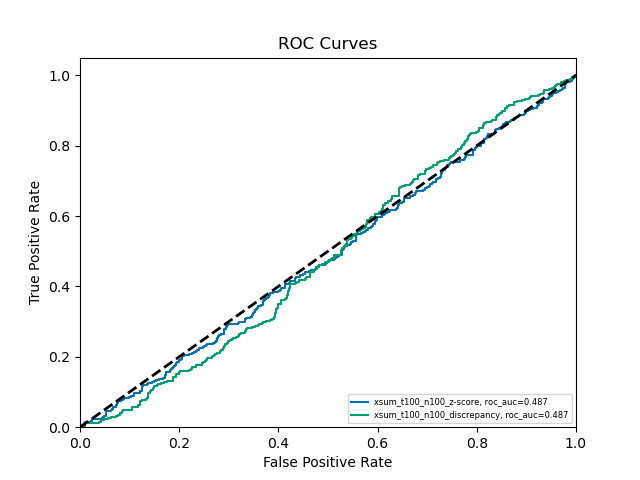 ROC Curves
True Positive Rate
1.0
0.8
0.6
0.4
0.2
0.0
0.0 0.2 0.4 0.6 0.8 1.0
False Positive Rate
xsum_t100_n100_z-score, roc_auc=0.487
xsum_t100_n100_discrepancy, roc_auc=0.487